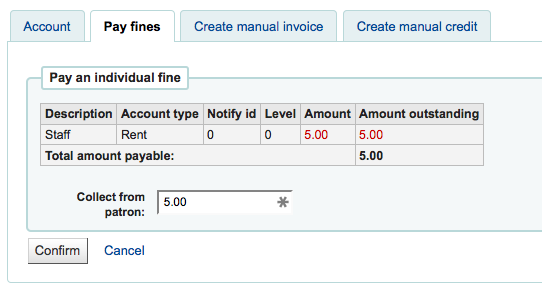 Account Pay fines Create manual invoice Create manual credit
Pay an individual fine
Description Account type Notify id Level Amount Amount outstanding
Staff Rent 0 0 5.00 5.00
Total amount payable: 5.00
Collect from
patron: 5.00 *
Confirm Cancel